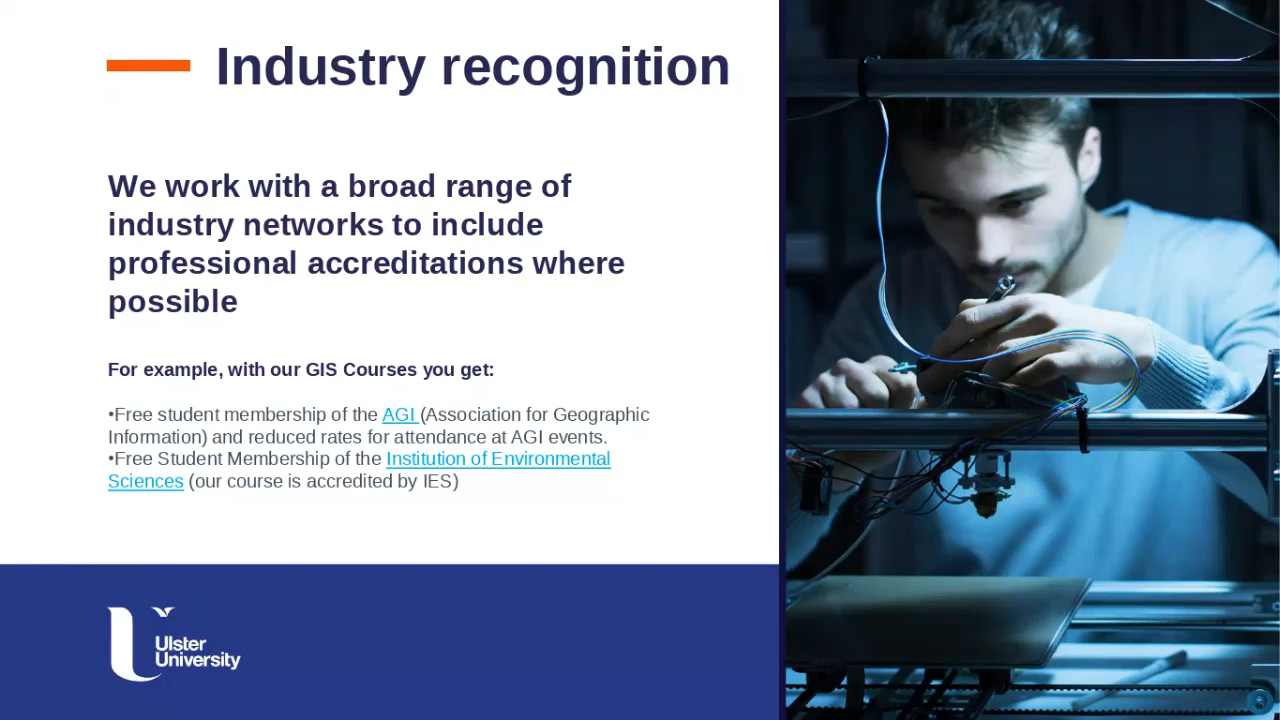 Industry recognition
We work with a broad range of
industry networks to include
professional accreditations where
possible
For example, with our GIS Courses you get:
•Free student membership of the AGI (Association for Geographic
Information) and reduced rates for attendance at AGI events.
•Free Student Membership of the Institution of Environmental
Sciences (our course is accredited by IES)
Ulster
University